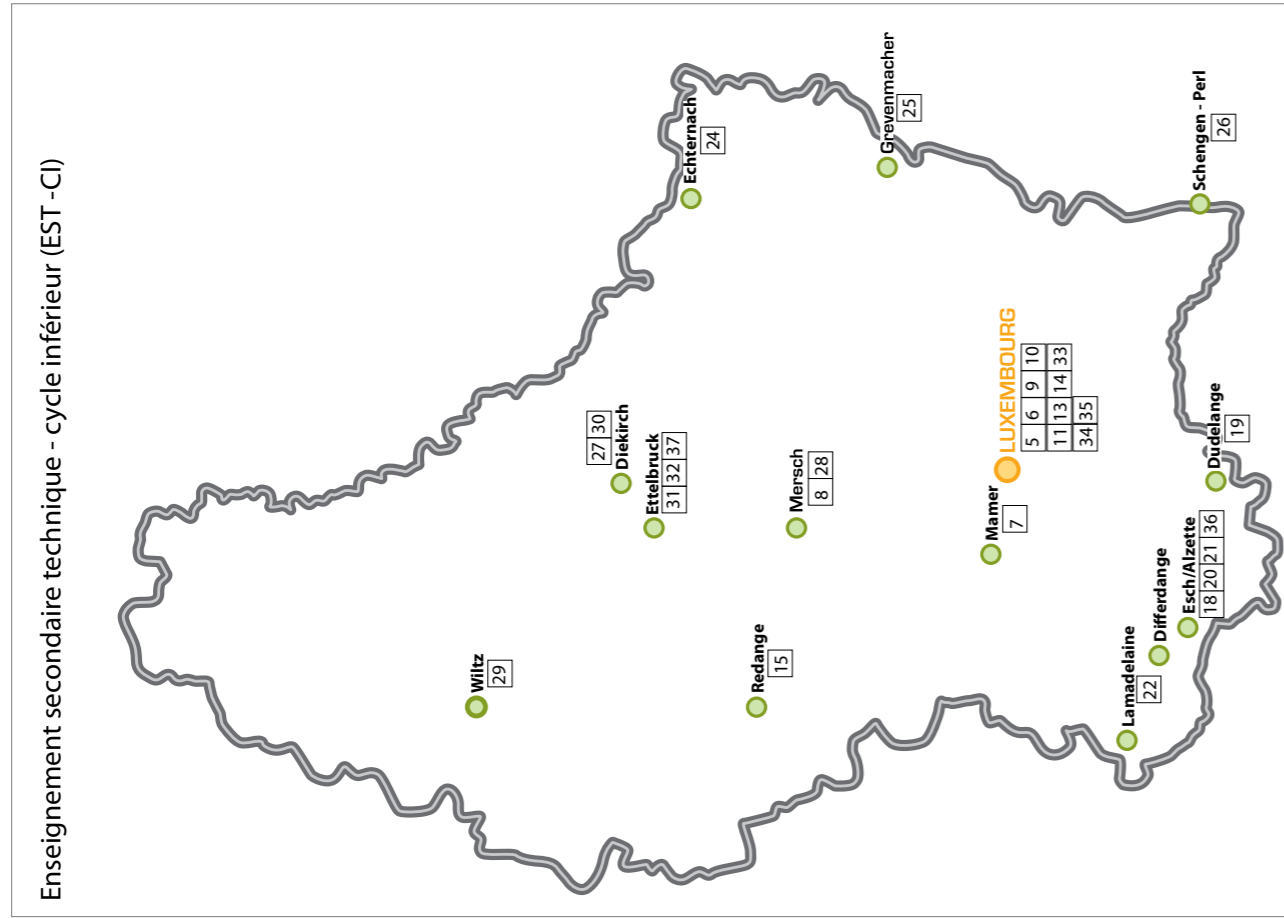 Enseignement secondaire technique - cycle inférieur (EST -CI)
Wiltz
29
27 30
Diekirch
Ettelbruck
31 32 37
Echternach
24
Redange
15
Mersch
8 28
Grevenmacher
25
Mamer
7
LUXEMBOURG
5 6 9 10
11 13 14 33
34 35
Lamadelaine
22
Differdange
Esch/Alzette
18 20 21 36
Dudelange
19
Schengen - Perl
26